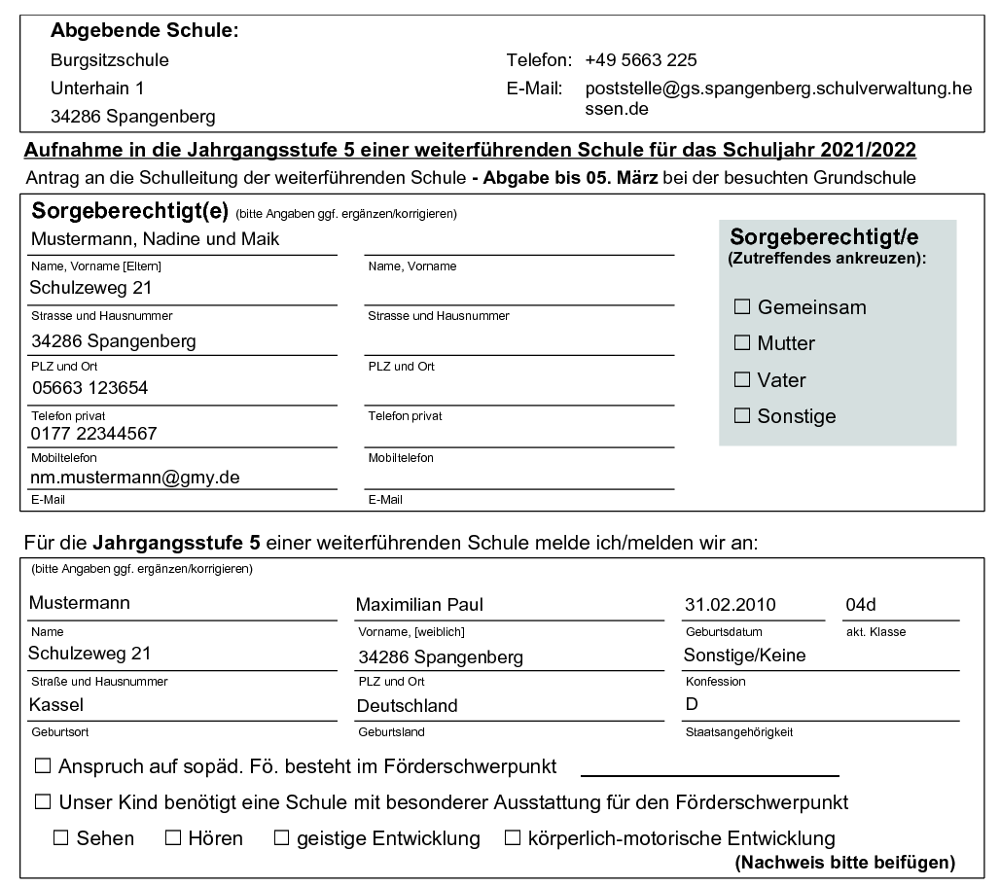 Abgebende Schule:
Burgsitzschule
Telefon: +49 5663 225
Unterhain 1
E-Mail: poststelle@gs.spangenberg.schulverwaltung.he
ssen.de
34286 Spangenberg
Aufnahme in die Jahrgangsstufe 5 einer weiterführenden Schule für das Schuljahr 2021/2022
Antrag an die Schulleitung der weiterführenden Schule - Abgabe bis 05. März bei der besuchten Grundschule
Sorgeberechtigt(e) (bitte Angaben ggf. ergänzen/korrigieren)
Mustermann, Nadine und Maik
Name, Vorname [Eltern]
Name, Vorname
Schulzeweg 21
Strasse und Hausnummer
Strasse und Hausnummer
34286 Spangenberg
PLZ und Ort
PLZ und Ort
05663 123654
Telefon privat
Telefon privat
0177 22344567
Mobiltelefon
Mobiltelefon
nm.mustermann@gmy.de
E-Mail
E-Mail
Sorgeberechtigt/e
(Zutreffendes ankreuzen):
☐ Gemeinsam
☐ Mutter
☐ Vater
☐ Sonstige
Für die Jahrgangsstufe 5 einer weiterführenden Schule melde ich/melden wir an:
(bitte Angaben ggf. ergänzen/korrigieren)
Mustermann Maximilian Paul 31.02.2010 04d
Name Vorname, [weiblich] Geburtsdatum akt. Klasse
Schulzeweg 21 34286 Spangenberg Sonstige/Keine
Straße und Hausnummer PLZ und Ort Konfession
Kassel Deutschland D
Geburtsort Geburtsland Staatsangehörigkeit
☐ Anspruch auf sopäd. Fö. besteht im Förderschwerpunkt
☐ Unser Kind benötigt eine Schule mit besonderer Ausstattung für den Förderschwerpunkt
☐ Sehen ☐ Hören ☐ geistige Entwicklung ☐ körperlich-motorische Entwicklung
(Nachweis bitte beifügen)